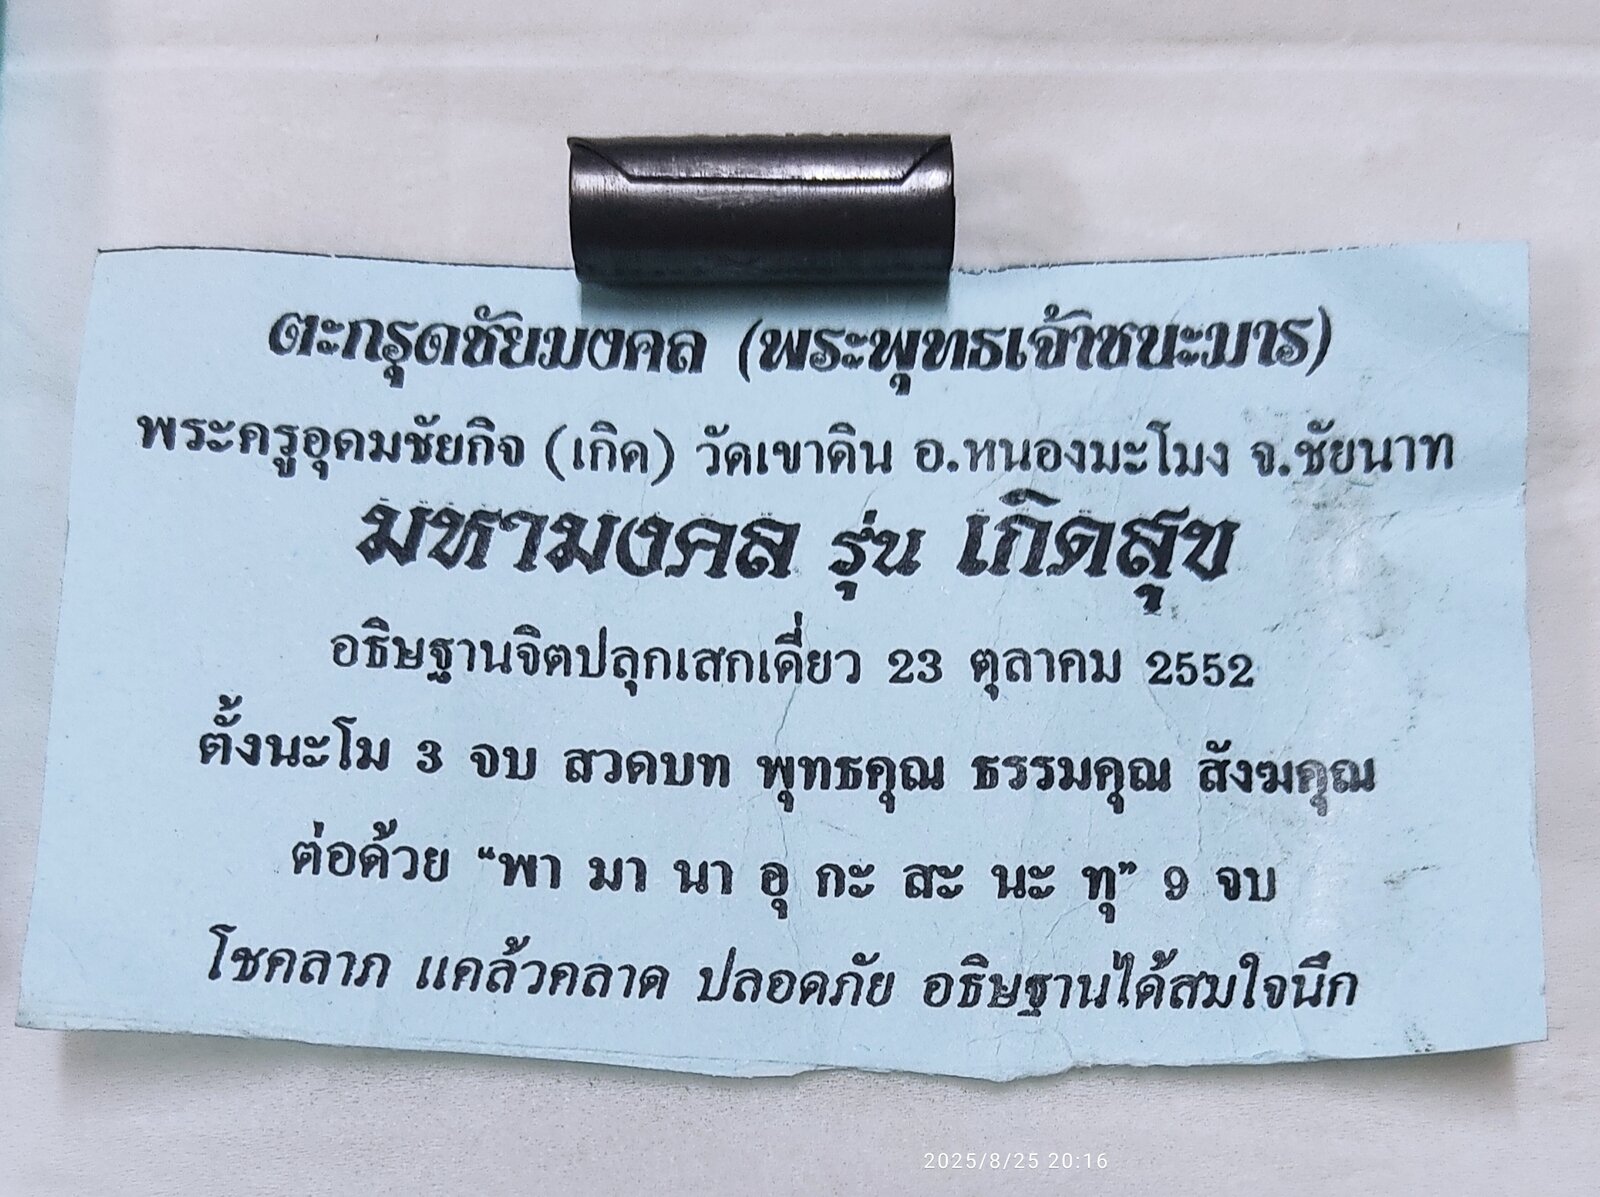 ตะกรุดชัยมงคล (พระพุทธเจ้าชนะมาร)
พระครูอุดมชัยกิจ (เกิด) วัดเขาดิน อ.หนองมะโมง จ.ชัยนาท
มหามงคล รุ่น เกิดสุข
อธิษฐานจิตปลุกเสกเดี่ยว 23 ตุลาคม 2552
ตั้งนะโม 3 จบ สวดบท พุทธคุณ ธรรมคุณ สังฆคุณ
ต่อด้วย “พา มา นา อุ กะ สะ นะ ทุ” 9 จบ
โชคลาภ แคล้วคลาด ปลอดภัย อธิษฐานได้สมใจนึก
2025/8/25 20:16